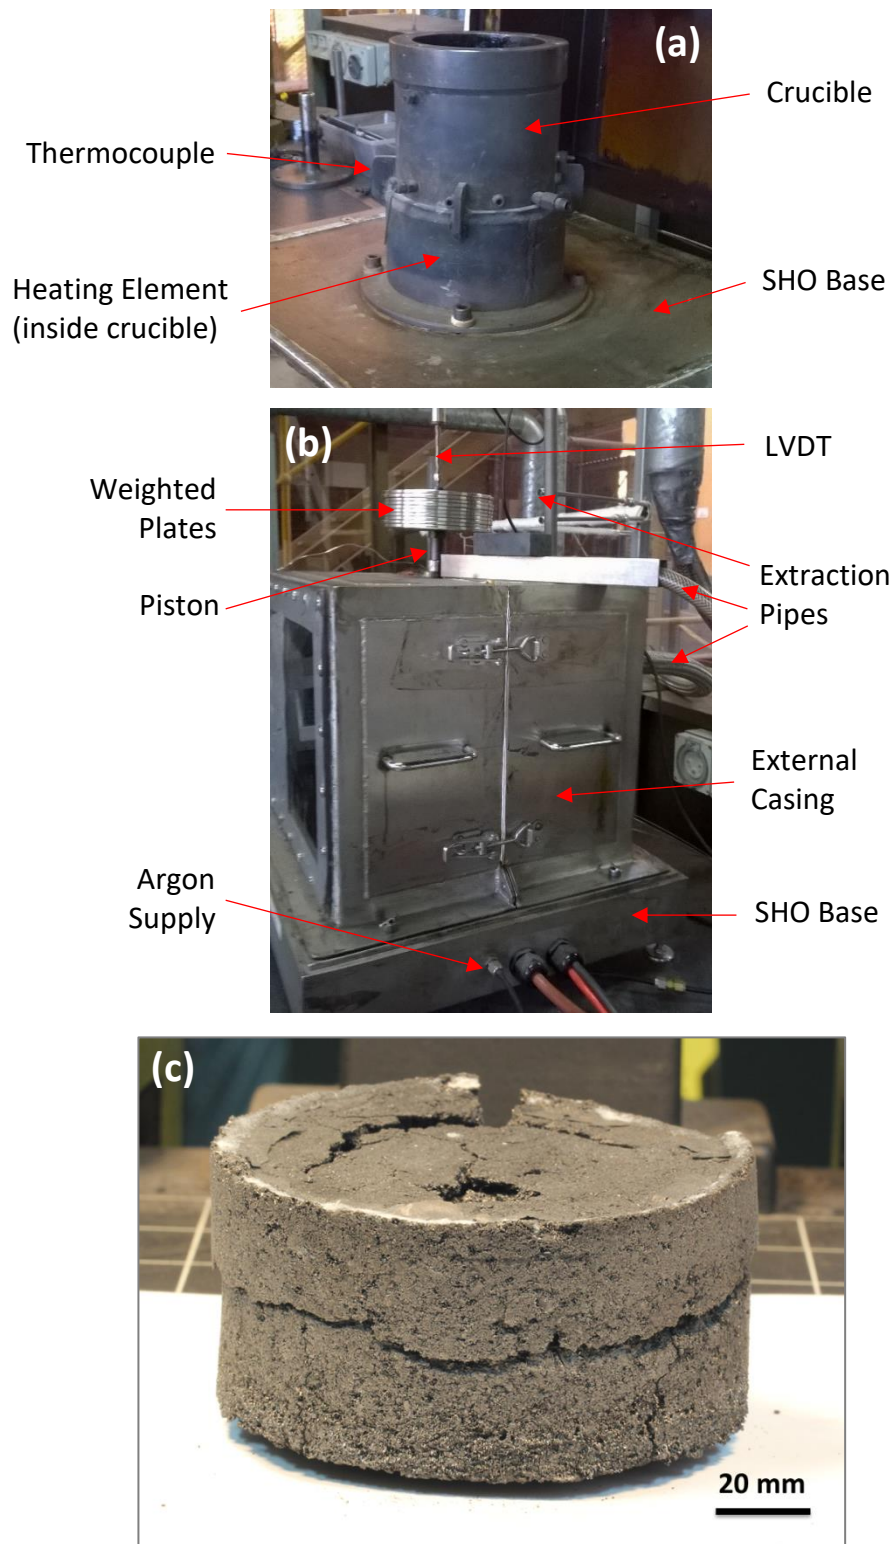 (a)
Crucible
Thermocouple
SHO Base
Heating Element
(inside crucible)
(b)
LVDT
Weighted
Plates
Extraction
Pipes
Piston
External
Casing
Argon
Supply
SHO Base
(c)
20 mm